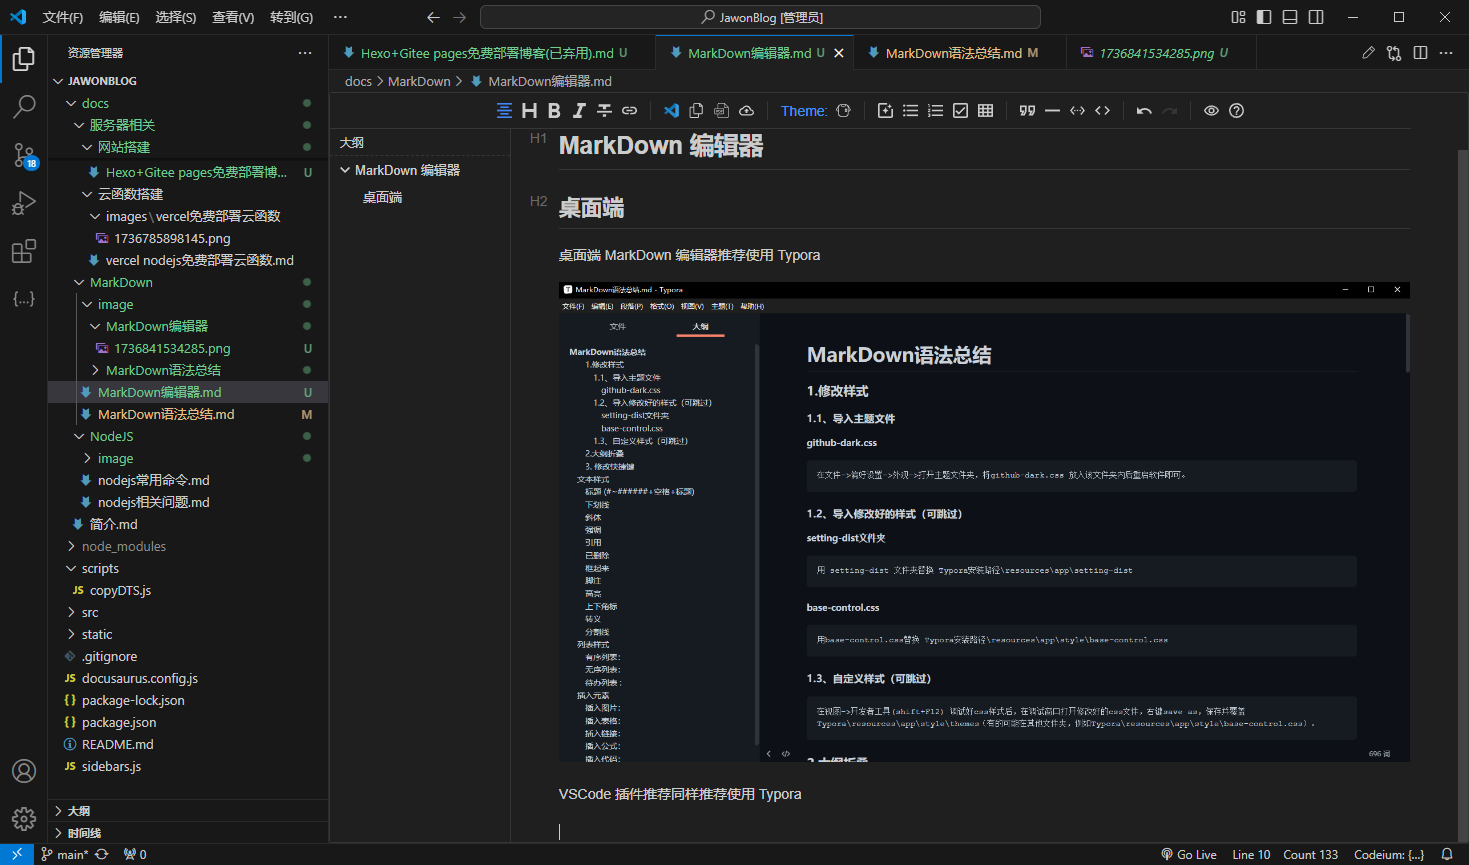 文件(F) 编辑(E) 选择(S) 查看(V) 转到(G) ··· JawonBlog [管理员]
资源管理器 ···
JAWONBLOG
docs
服务器相关
网站搭建
Hexo+Gitee pages免费部署博... U
云函数搭建
images\vercel免费部署云函数
1736785898145.png
vercel nodejs免费部署云函数.md
MarkDown
image
MarkDown编辑器
1736841534285.png U
MarkDown语法总结
MarkDown编辑器.md U
MarkDown语法总结.md M
NodeJS
image
nodejs常用命令.md
nodejs相关问题.md
简介.md
node_modules
scripts
JS copyDTS.js
src
static
.gitignore
JS docusaurus.config.js
{} package-lock.json
{} package.json
README.md
JS sidebars.js
大纲
时间线
18
Hexo+Gitee pages免费部署博客(已弃用).md U MarkDown编辑器.md U MarkDown语法总结.md M 1736841534285.png U ···
docs > MarkDown > MarkDown编辑器.md
H B I Theme:
大纲
MarkDown 编辑器
桌面端
H1 MarkDown 编辑器
H2 桌面端
桌面端 MarkDown 编辑器推荐使用 Typora
MarkDown语法总结.md - Typora
文件(F) 编辑(E) 段落(P) 格式(O) 视图(V) 主题(T) 帮助(H)
文件 大纲
MarkDown语法总结
1.修改样式
1.1、导入主题文件
github-dark.css
1.2、导入修改好的样式（可跳过）
setting-dist文件夹
base-control.css
1.3、自定义样式（可跳过）
2.大纲折叠
3. 修改快捷键
文本样式
标题 (#~######+空格+标题)
下划线
斜体
强调
引用
已删除
框起来
脚注
高亮
上下角标
转义
分割线
列表样式
有序列表：
无序列表：
待办列表：
插入元素
插入图片：
插入表格：
插入链接：
插入公式：
插入代码：
MarkDown语法总结
1.修改样式
1.1、导入主题文件
github-dark.css
在文件->偏好设置->外观->打开主题文件夹，将github-dark.css 放入该文件夹内后重启软件即可。
1.2、导入修改好的样式（可跳过）
setting-dist文件夹
用 setting-dist 文件夹替换 Typora安装路径\resources\app\setting-dist
base-control.css
用base-control.css替换 Typora安装路径\resources\app\style\base-control.css
1.3、自定义样式（可跳过）
在视图->开发者工具(shift+F12) 调试好css样式后，在调试窗口打开修改好的css文件，右键save as，保存并覆盖
Typora\resources\app\style\themes（有的可能在其他文件夹，例如Typora\resources\app\style\base-control.css）。
2.大纲折叠
696 词
VSCode 插件推荐同样推荐使用 Typora
main* 0 Go Live Line 10 Count 133 Codeium: {...}